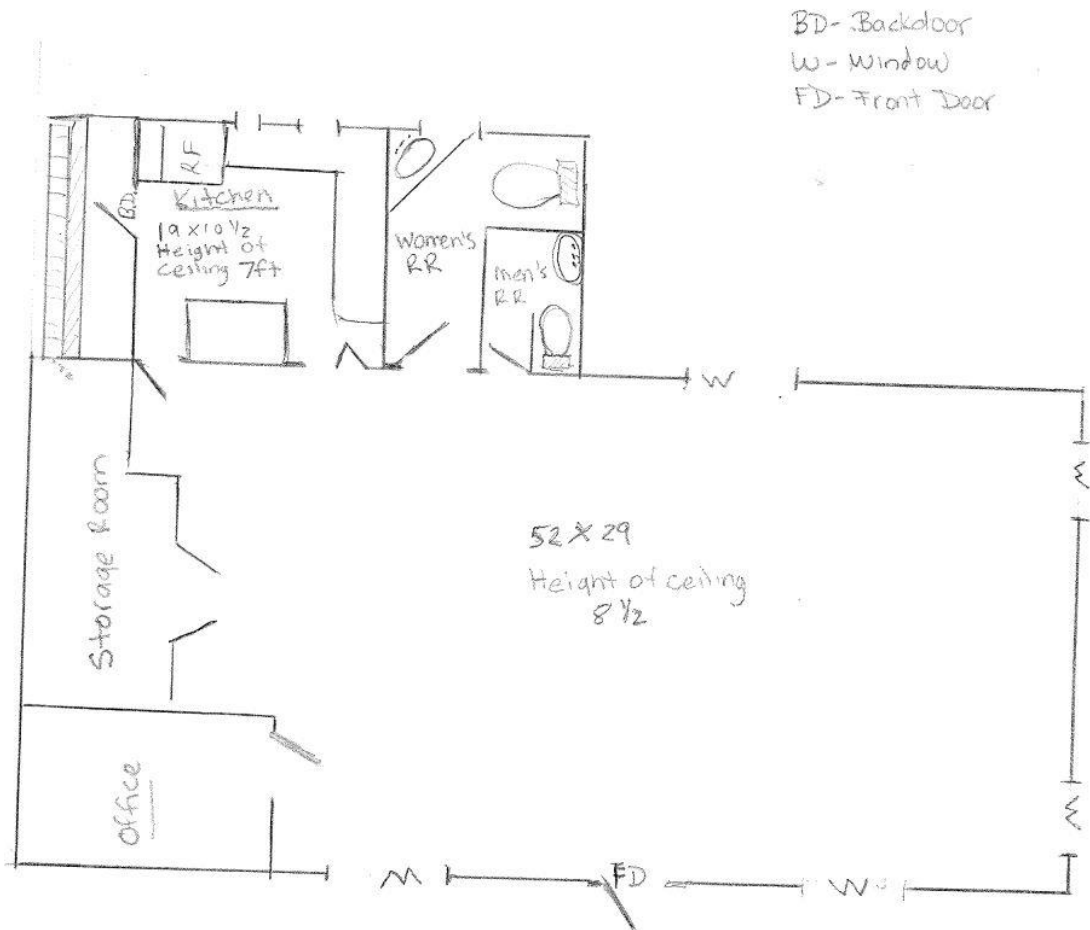 BD- Backdoor
W- Window
FD- Front Door
RF
BD.
Kitchen
19 x 10 1/2
Height of
ceiling 7ft
Women's
RR
men's
RR
W
W
Storage Room
52 X 29
Height of ceiling
8 1/2
Office
W
W
FD
W